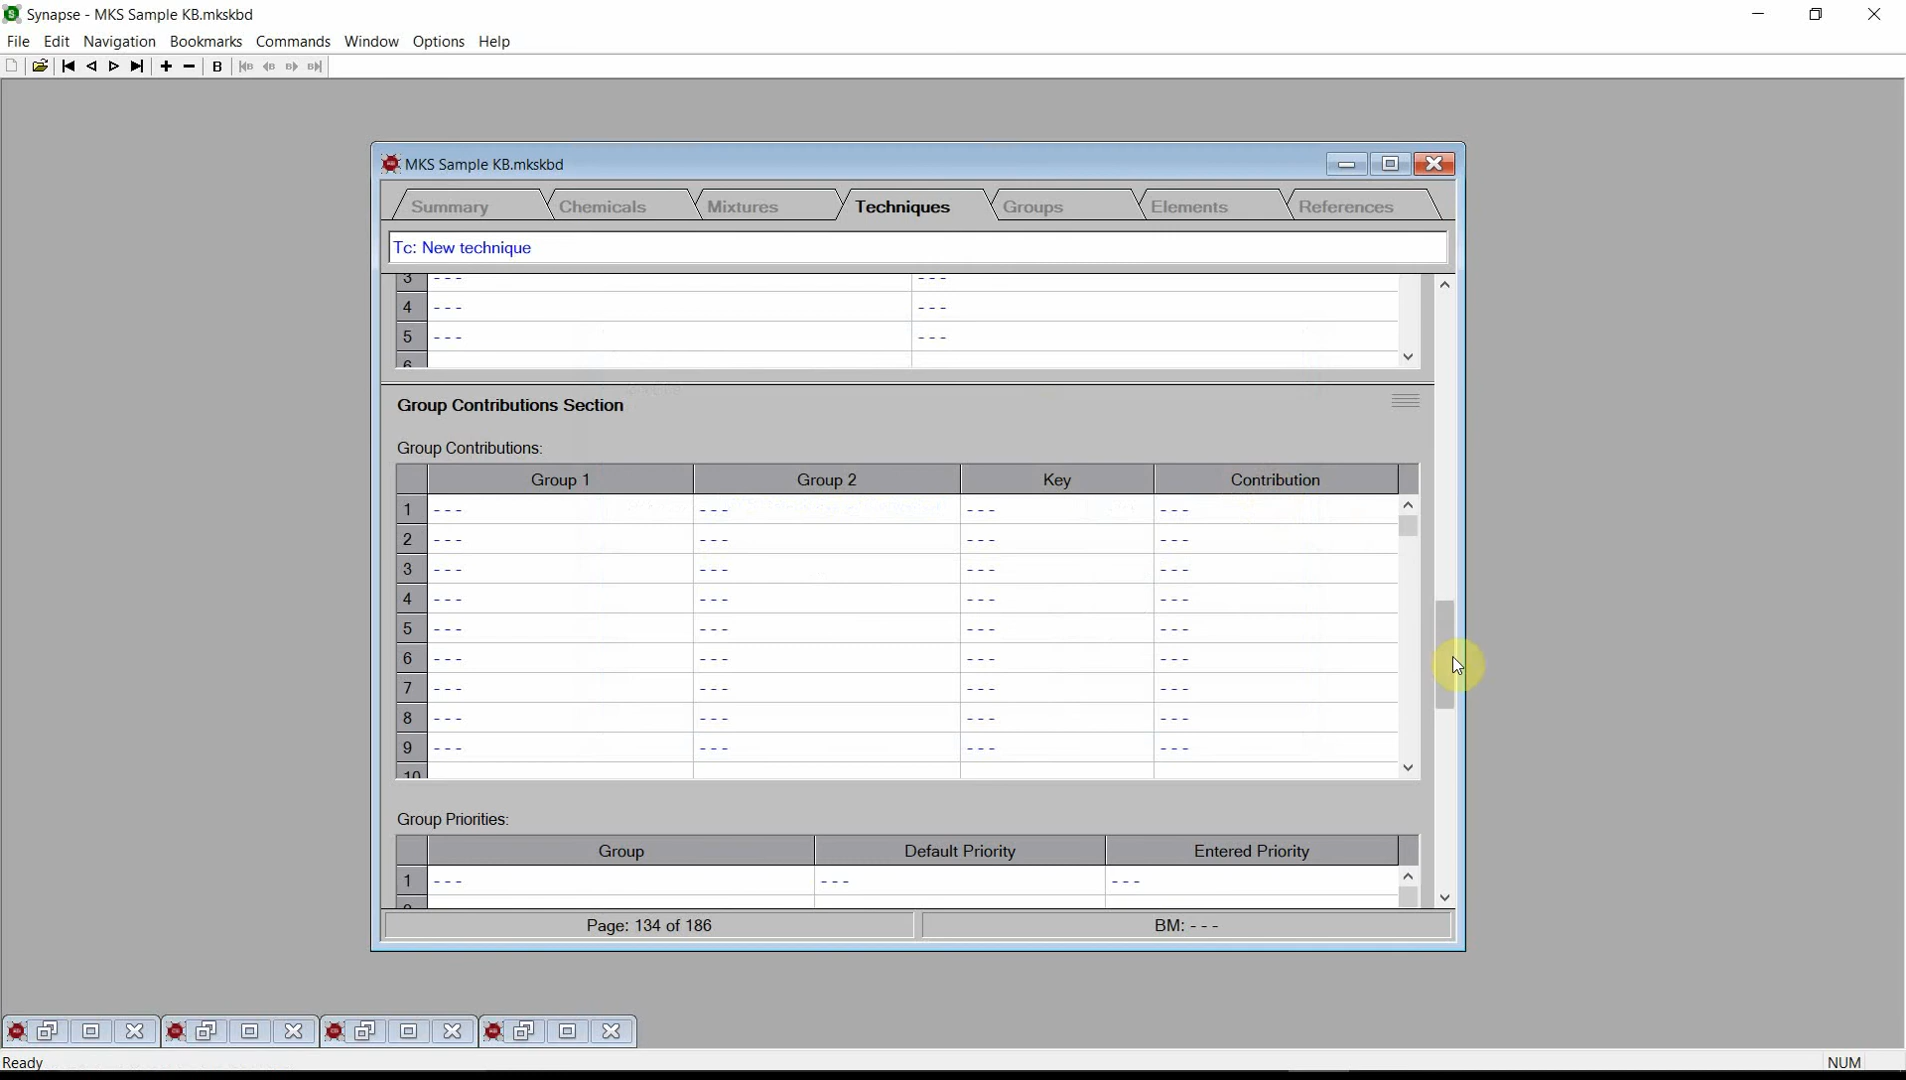 Synapse - MKS Sample KB.mkskbd
File Edit Navigation Bookmarks Commands Window Options Help
B
MKS Sample KB.mkskbd
Summary Chemicals Mixtures Techniques Groups Elements References
Tc: New technique
3 - - - - - -
4 - - - - - -
5 - - - - - -
6
Group Contributions Section
Group Contributions:
Group 1 Group 2 Key Contribution
1 - - - - - - - - - - - -
2 - - - - - - - - - - - -
3 - - - - - - - - - - - -
4 - - - - - - - - - - - -
5 - - - - - - - - - - - -
6 - - - - - - - - - - - -
7 - - - - - - - - - - - -
8 - - - - - - - - - - - -
9 - - - - - - - - - - - -
10
Group Priorities:
Group Default Priority Entered Priority
1 - - - - - - - - -
Page: 134 of 186 BM: - - -
Ready NUM